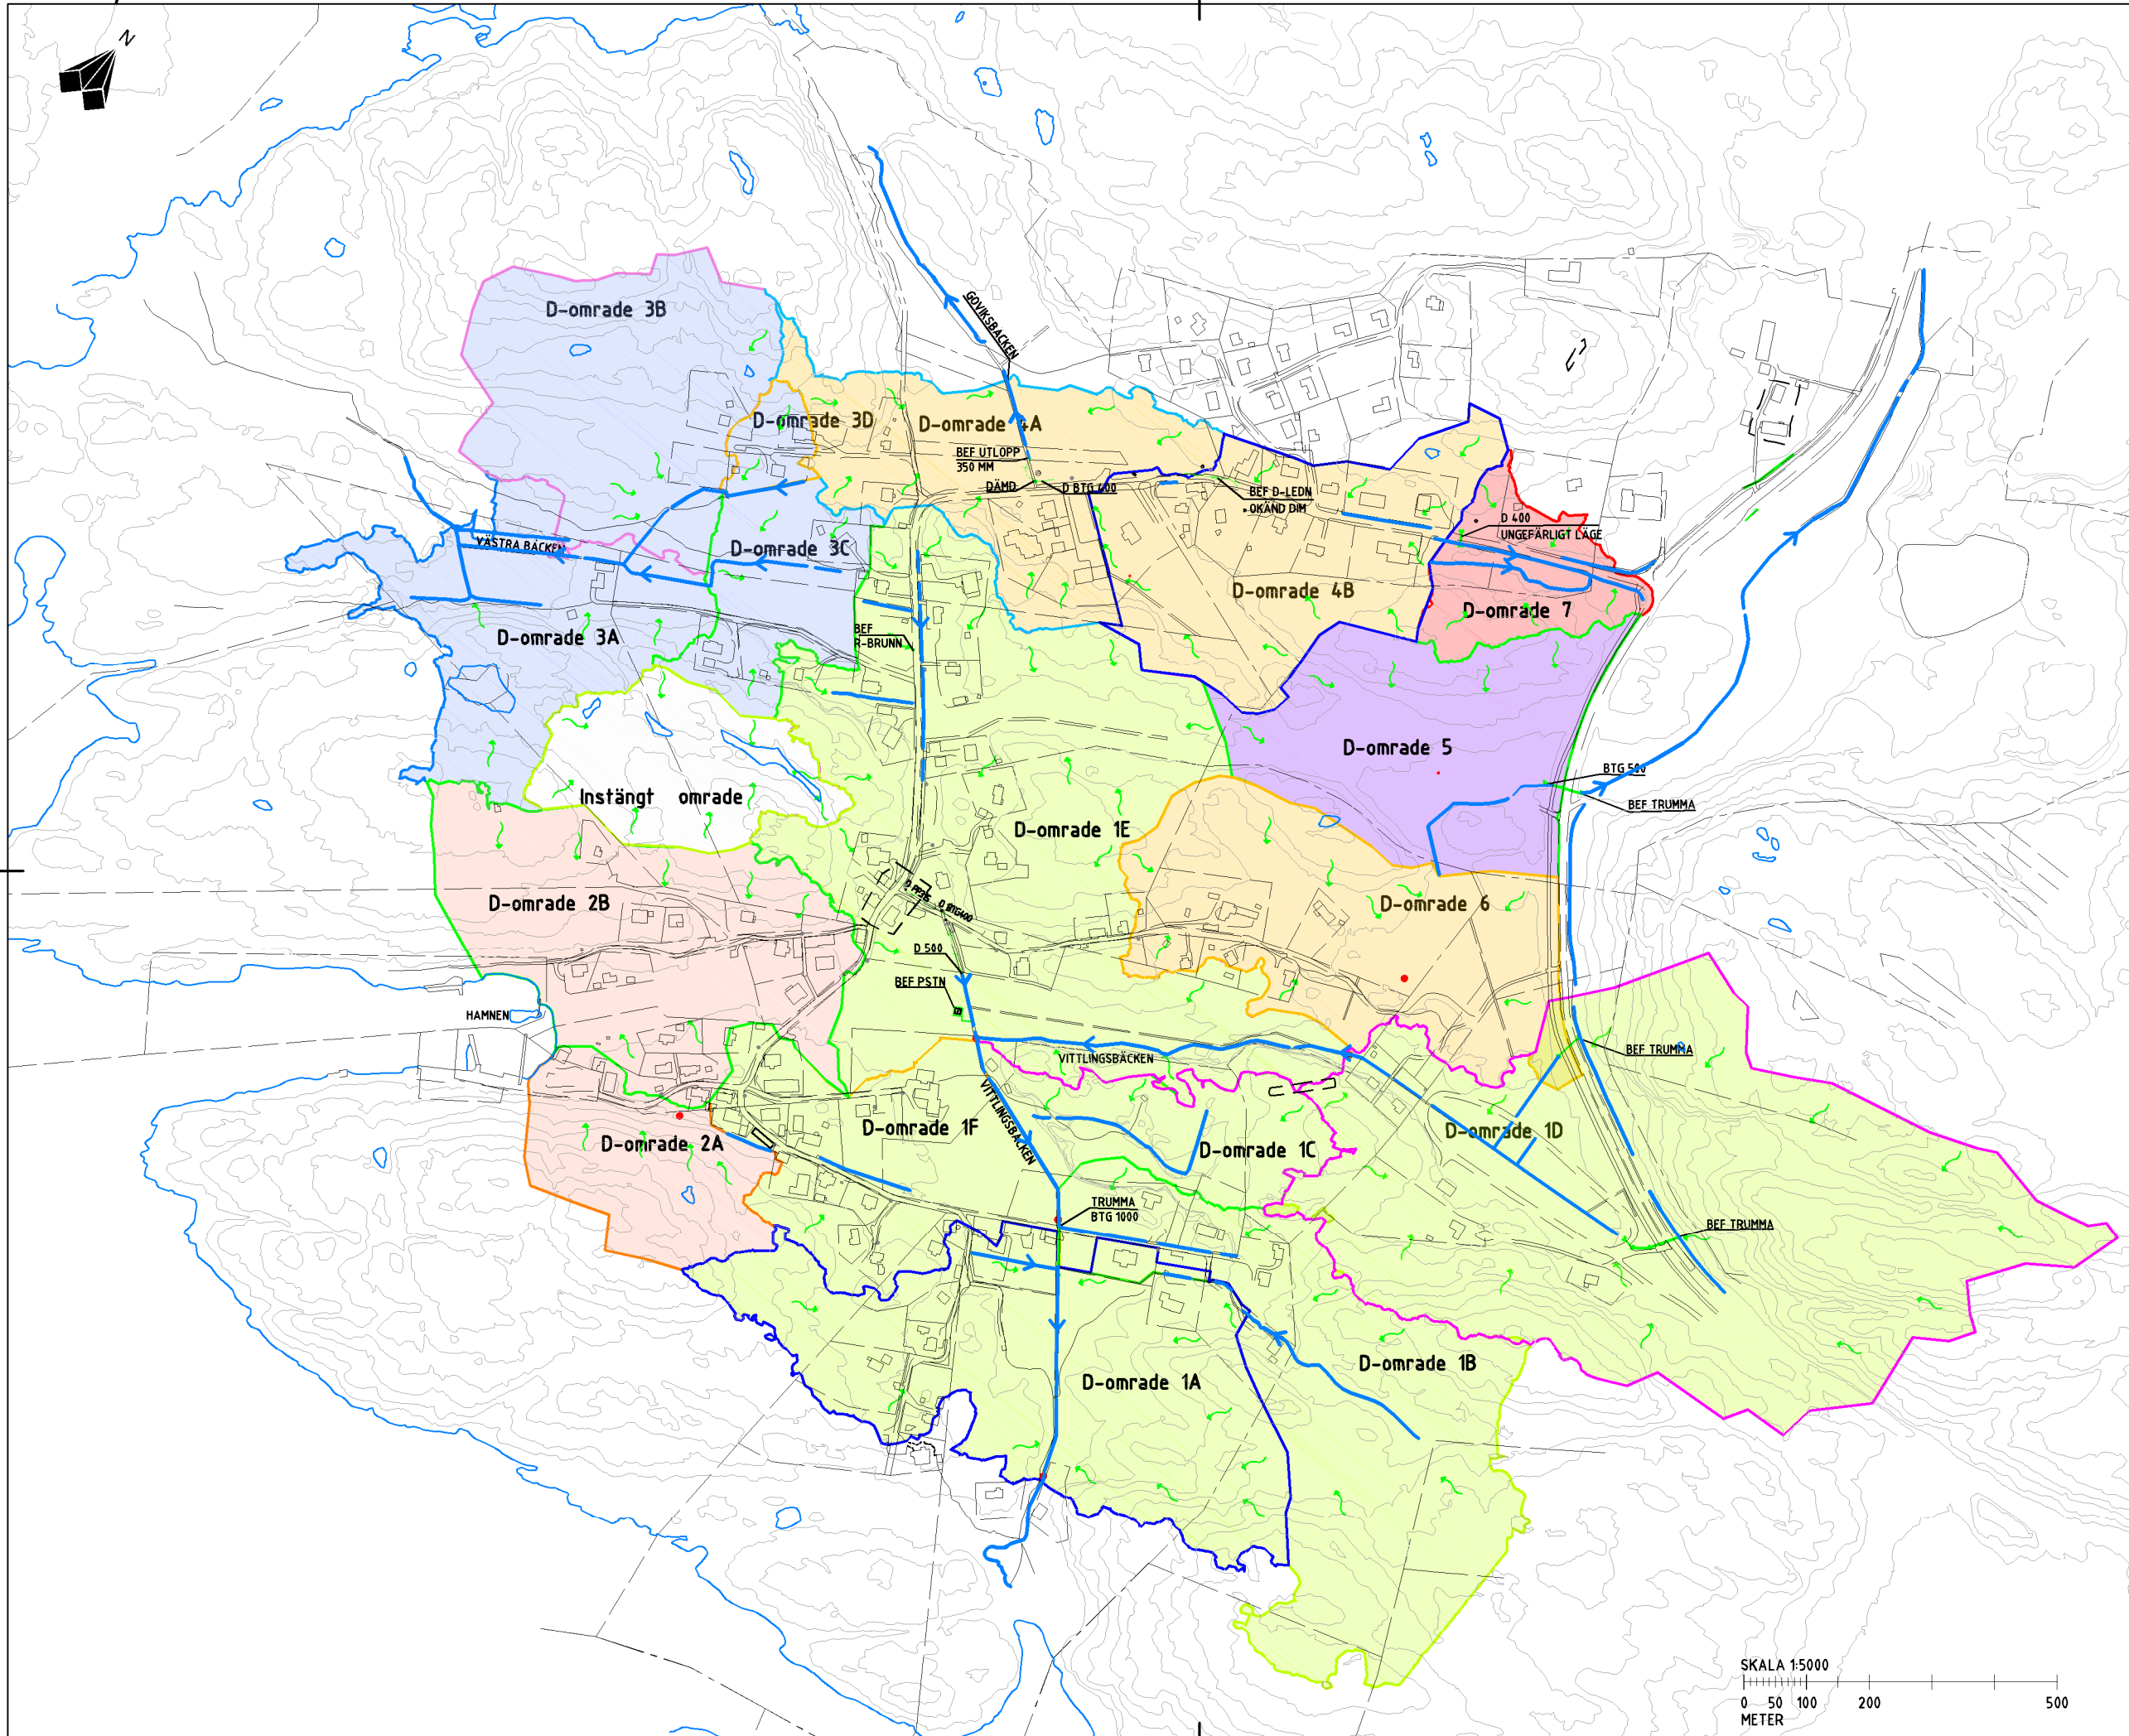 N
D-omrade 3B
GOVIKSBÄCKEN
D-omrade 3D
D-omrade 4A
BEF UTLOPP
350 MM
DÄMD
D BTG 400
BEF D-LEDN
OKÄND DIM
D 400
UNGEFÄRLIGT LÄGE
VÄSTRA BÄCKEN
D-omrade 3C
D-omrade 4B
D-omrade 7
D-omrade 3A
BEF
R-BRUNN
D-omrade 5
BTG 500
BEF TRUMMA
Instängt omrade
D-omrade 1E
D-omrade 2B
D BTG400
D-omrade 6
D 500
BEF PSTN
HAMNEN
VITTLINGSBÄCKEN
BEF TRUMMA
VITTLINGSBÄCKEN
D-omrade 2A
D-omrade 1F
D-omrade 1C
D-omrade 1D
TRUMMA
BTG 1000
BEF TRUMMA
D-omrade 1A
D-omrade 1B
SKALA 1:5000
0 50 100 200 500
METER